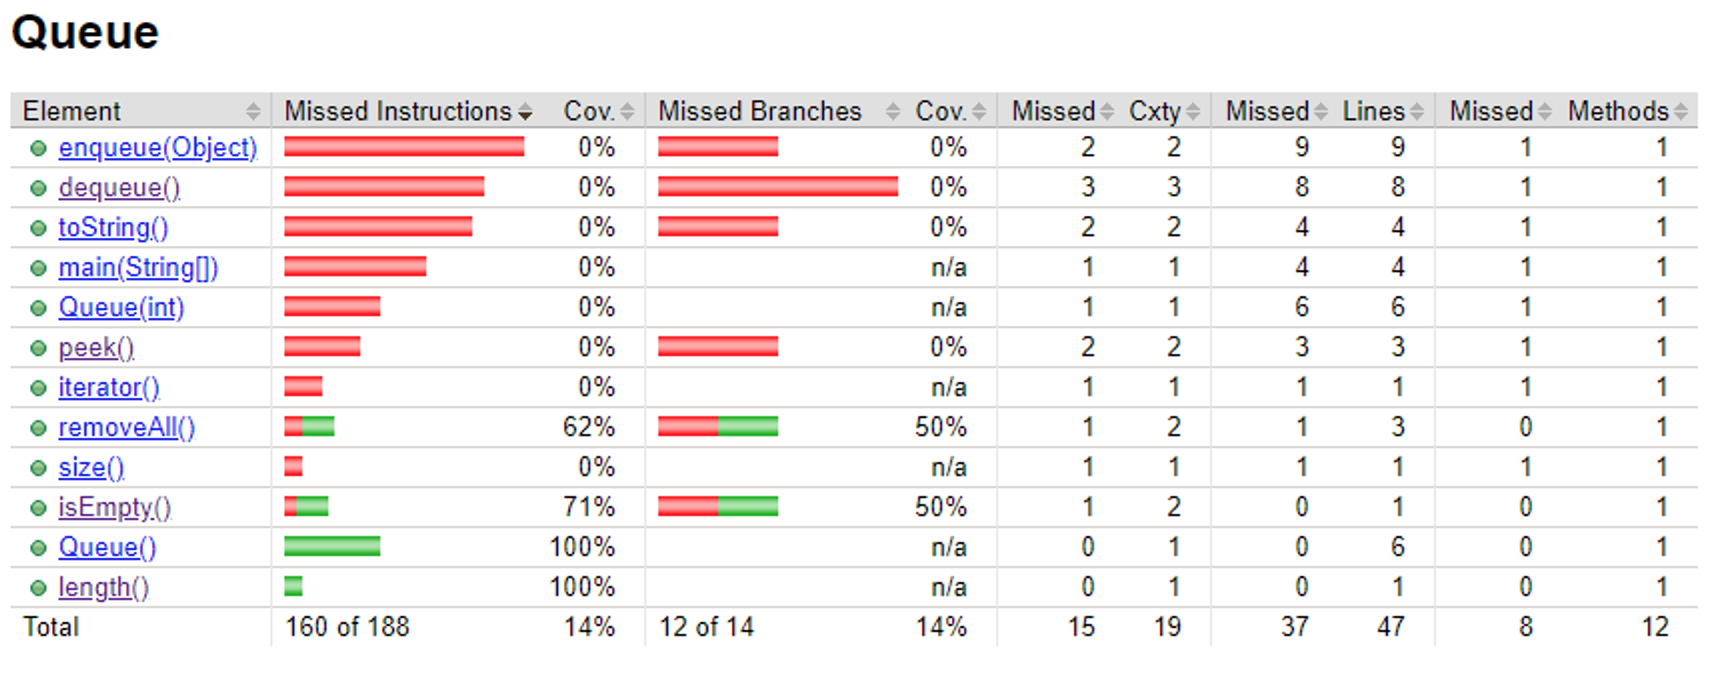 Queue
Element Missed Instructions Cov. Missed Branches Cov. Missed Cxty Missed Lines Missed Methods
enqueue(Object) 0% 0% 2 2 9 9 1 1
dequeue() 0% 0% 3 3 8 8 1 1
toString() 0% 0% 2 2 4 4 1 1
main(String[]) 0% n/a 1 1 4 4 1 1
Queue(int) 0% n/a 1 1 6 6 1 1
peek() 0% 0% 2 2 3 3 1 1
iterator() 0% n/a 1 1 1 1 1 1
removeAll() 62% 50% 1 2 1 3 0 1
size() 0% n/a 1 1 1 1 1 1
isEmpty() 71% 50% 1 2 0 1 0 1
Queue() 100% n/a 0 1 0 6 0 1
length() 100% n/a 0 1 0 1 0 1
Total 160 of 188 14% 12 of 14 14% 15 19 37 47 8 12